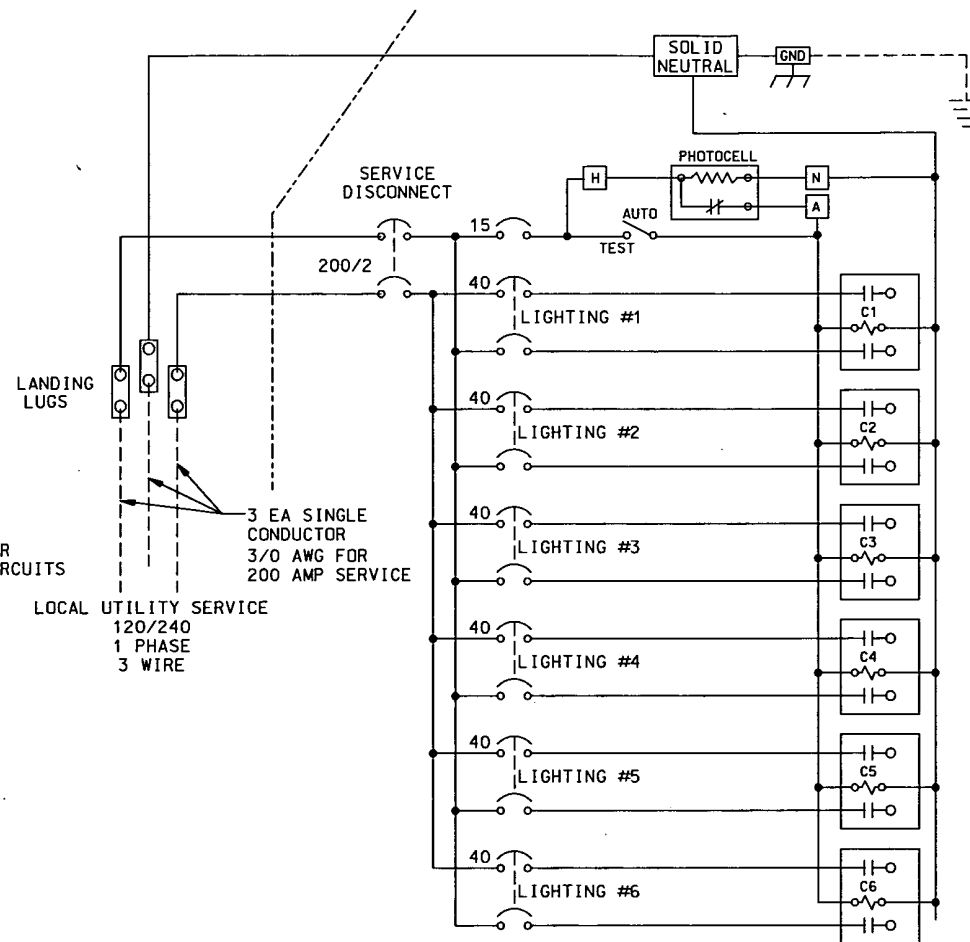 SOLID
NEUTRAL
GND
PHOTOCELL
SERVICE
DISCONNECT
H
N
A
15
AUTO
TEST
200/2
40
LIGHTING #1
C1
LANDING
LUGS
40
LIGHTING #2
C2
3 EA SINGLE
CONDUCTOR
3/0 AWG FOR
200 AMP SERVICE
40
LIGHTING #3
C3
R
RCUITS
LOCAL UTILITY SERVICE
120/240
1 PHASE
3 WIRE
40
LIGHTING #4
C4
40
LIGHTING #5
C5
40
LIGHTING #6
C6